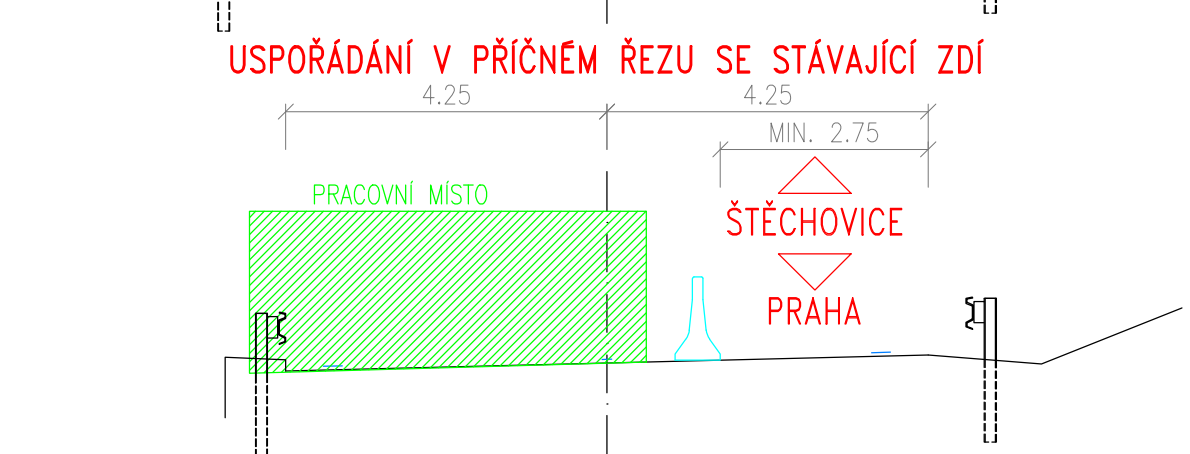 USPOŘÁDÁNÍ V PŘÍČNÉM ŘEZU SE STÁVAJÍCÍ ZDÍ
4.25 4.25
MIN. 2.75
PRACOVNÍ MÍSTO
ŠTĚCHOVICE
PRAHA